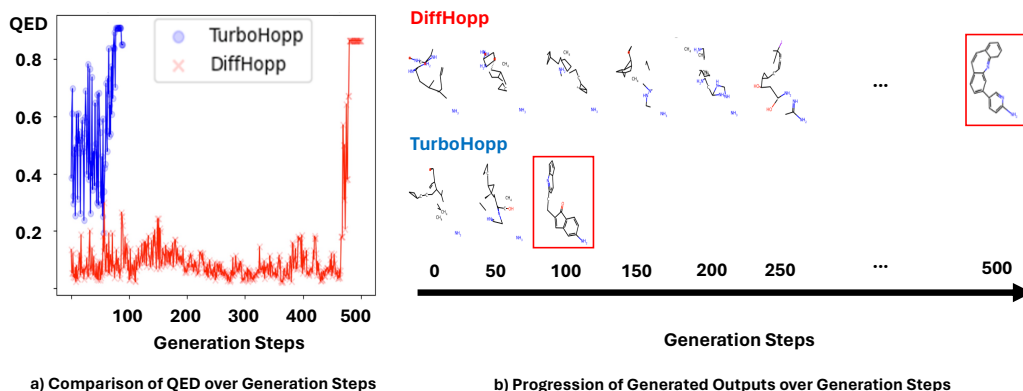 QED
TurboHopp
DiffHopp
0.8
0.6
0.4
0.2
100 200 300 400 500
Generation Steps
a) Comparison of QED over Generation Steps
DiffHopp
...
TurboHopp
0 50 100 150 200 250 ... 500
Generation Steps
b) Progression of Generated Outputs over Generation Steps